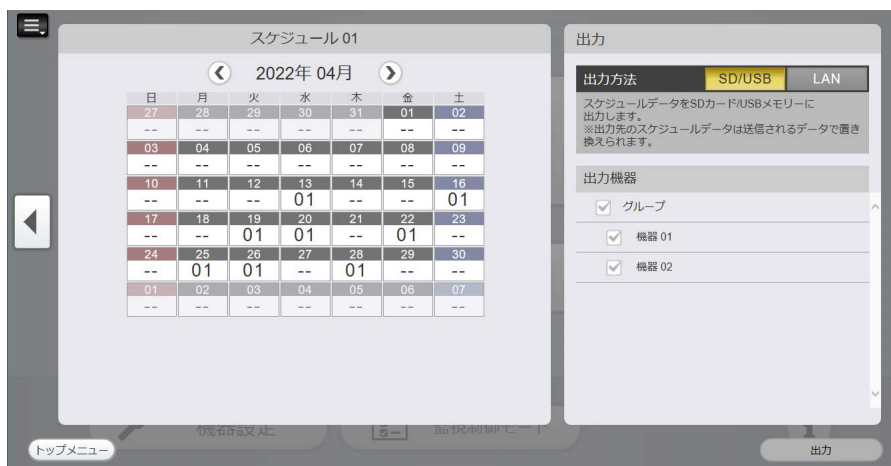 スケジュール 01
2022年 04月
日 月 火 水 木 金 土
27 28 29 30 31 01 02
-- -- -- -- -- -- --
03 04 05 06 07 08 09
-- -- -- -- -- -- --
10 11 12 13 14 15 16
-- -- -- 01 -- -- 01
17 18 19 20 21 22 23
-- -- 01 01 -- 01 --
24 25 26 27 28 29 30
-- 01 01 -- 01 -- --
01 02 03 04 05 06 07
-- -- -- -- -- -- --
出力
出力方法 SD/USB LAN
スケジュールデータをSDカード/USBメモリーに
出力します。
※出力先のスケジュールデータは送信されるデータで置き
換えられます。
出力機器
グループ
機器 01
機器 02
機器設定 監視制御モード
トップメニュー 出力